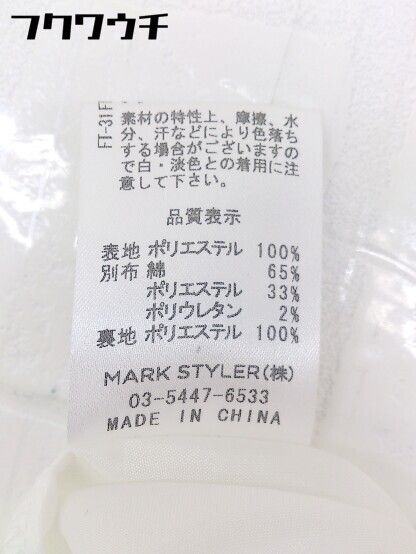 フクワウチ
FT-31F
素材の特性上、摩擦、水
分、汗などにより色落ち
する場合がございますの
で白・淡色との着用に注
意して下さい。
品質表示
表地 ポリエステル 100%
別布 綿 65%
ポリエステル 33%
ポリウレタン 2%
裏地 ポリエステル 100%
MARK STYLER(株)
03-5447-6533
MADE IN CHINA